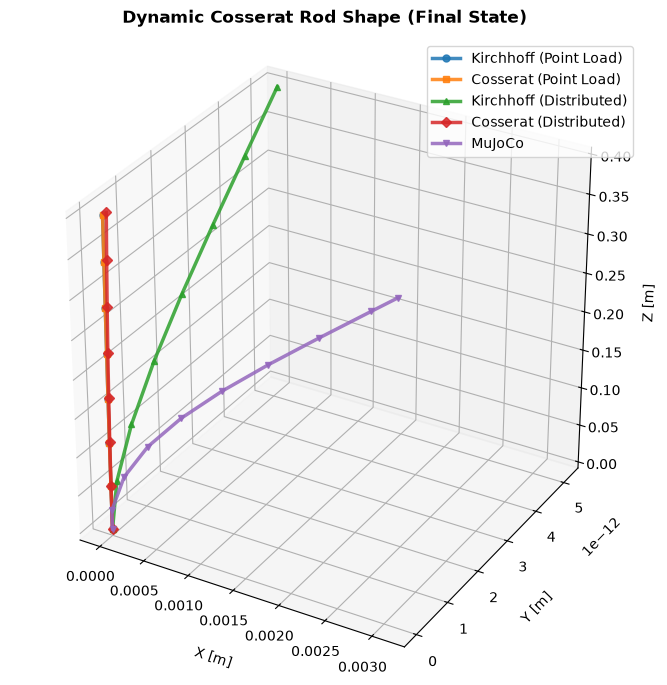 Dynamic Cosserat Rod Shape (Final State)
Kirchhoff (Point Load)
Cosserat (Point Load)
Kirchhoff (Distributed)
Cosserat (Distributed)
MuJoCo
0.40
0.35
0.30
0.25
0.20
0.15
0.10
0.05
0.00
Z [m]
5
4
3
2
1
0
1e−12
Y [m]
0.0000
0.0005
0.0010
0.0015
0.0020
0.0025
0.0030
X [m]